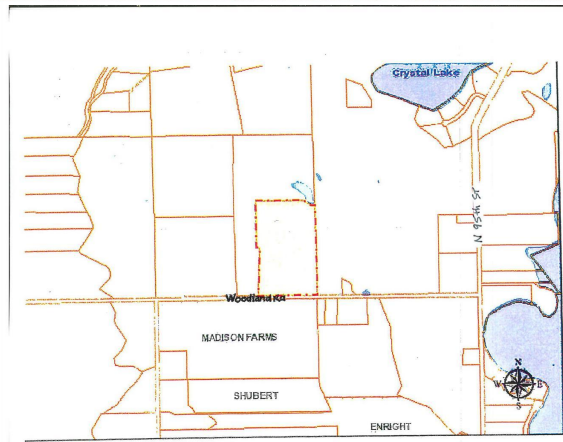 Crystal Lake
N 95th St
Woodland Rd
MADISON FARMS
N
W E
S
SHUBERT
ENRIGHT